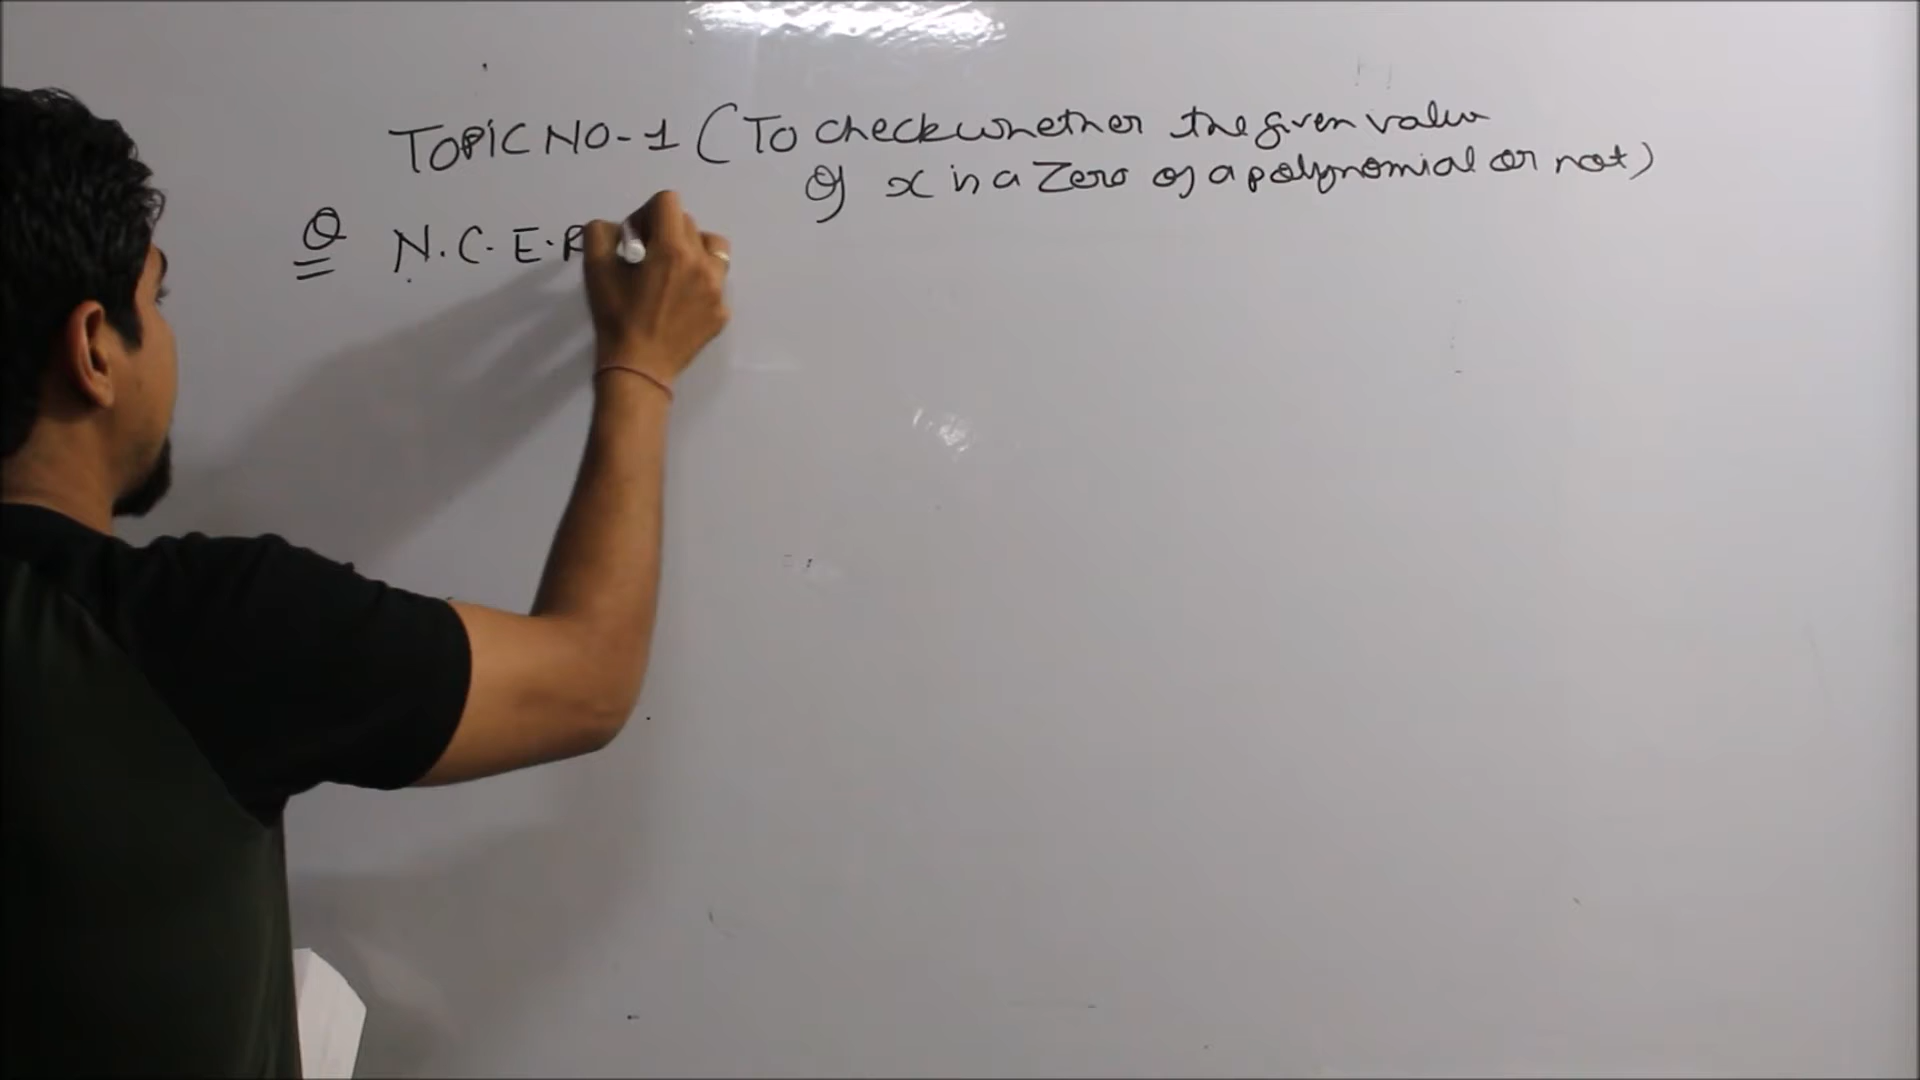 TOPIC NO-1 (To check whether the given value
of x is a zero of a polynomial or not)
Q N.C.E.R